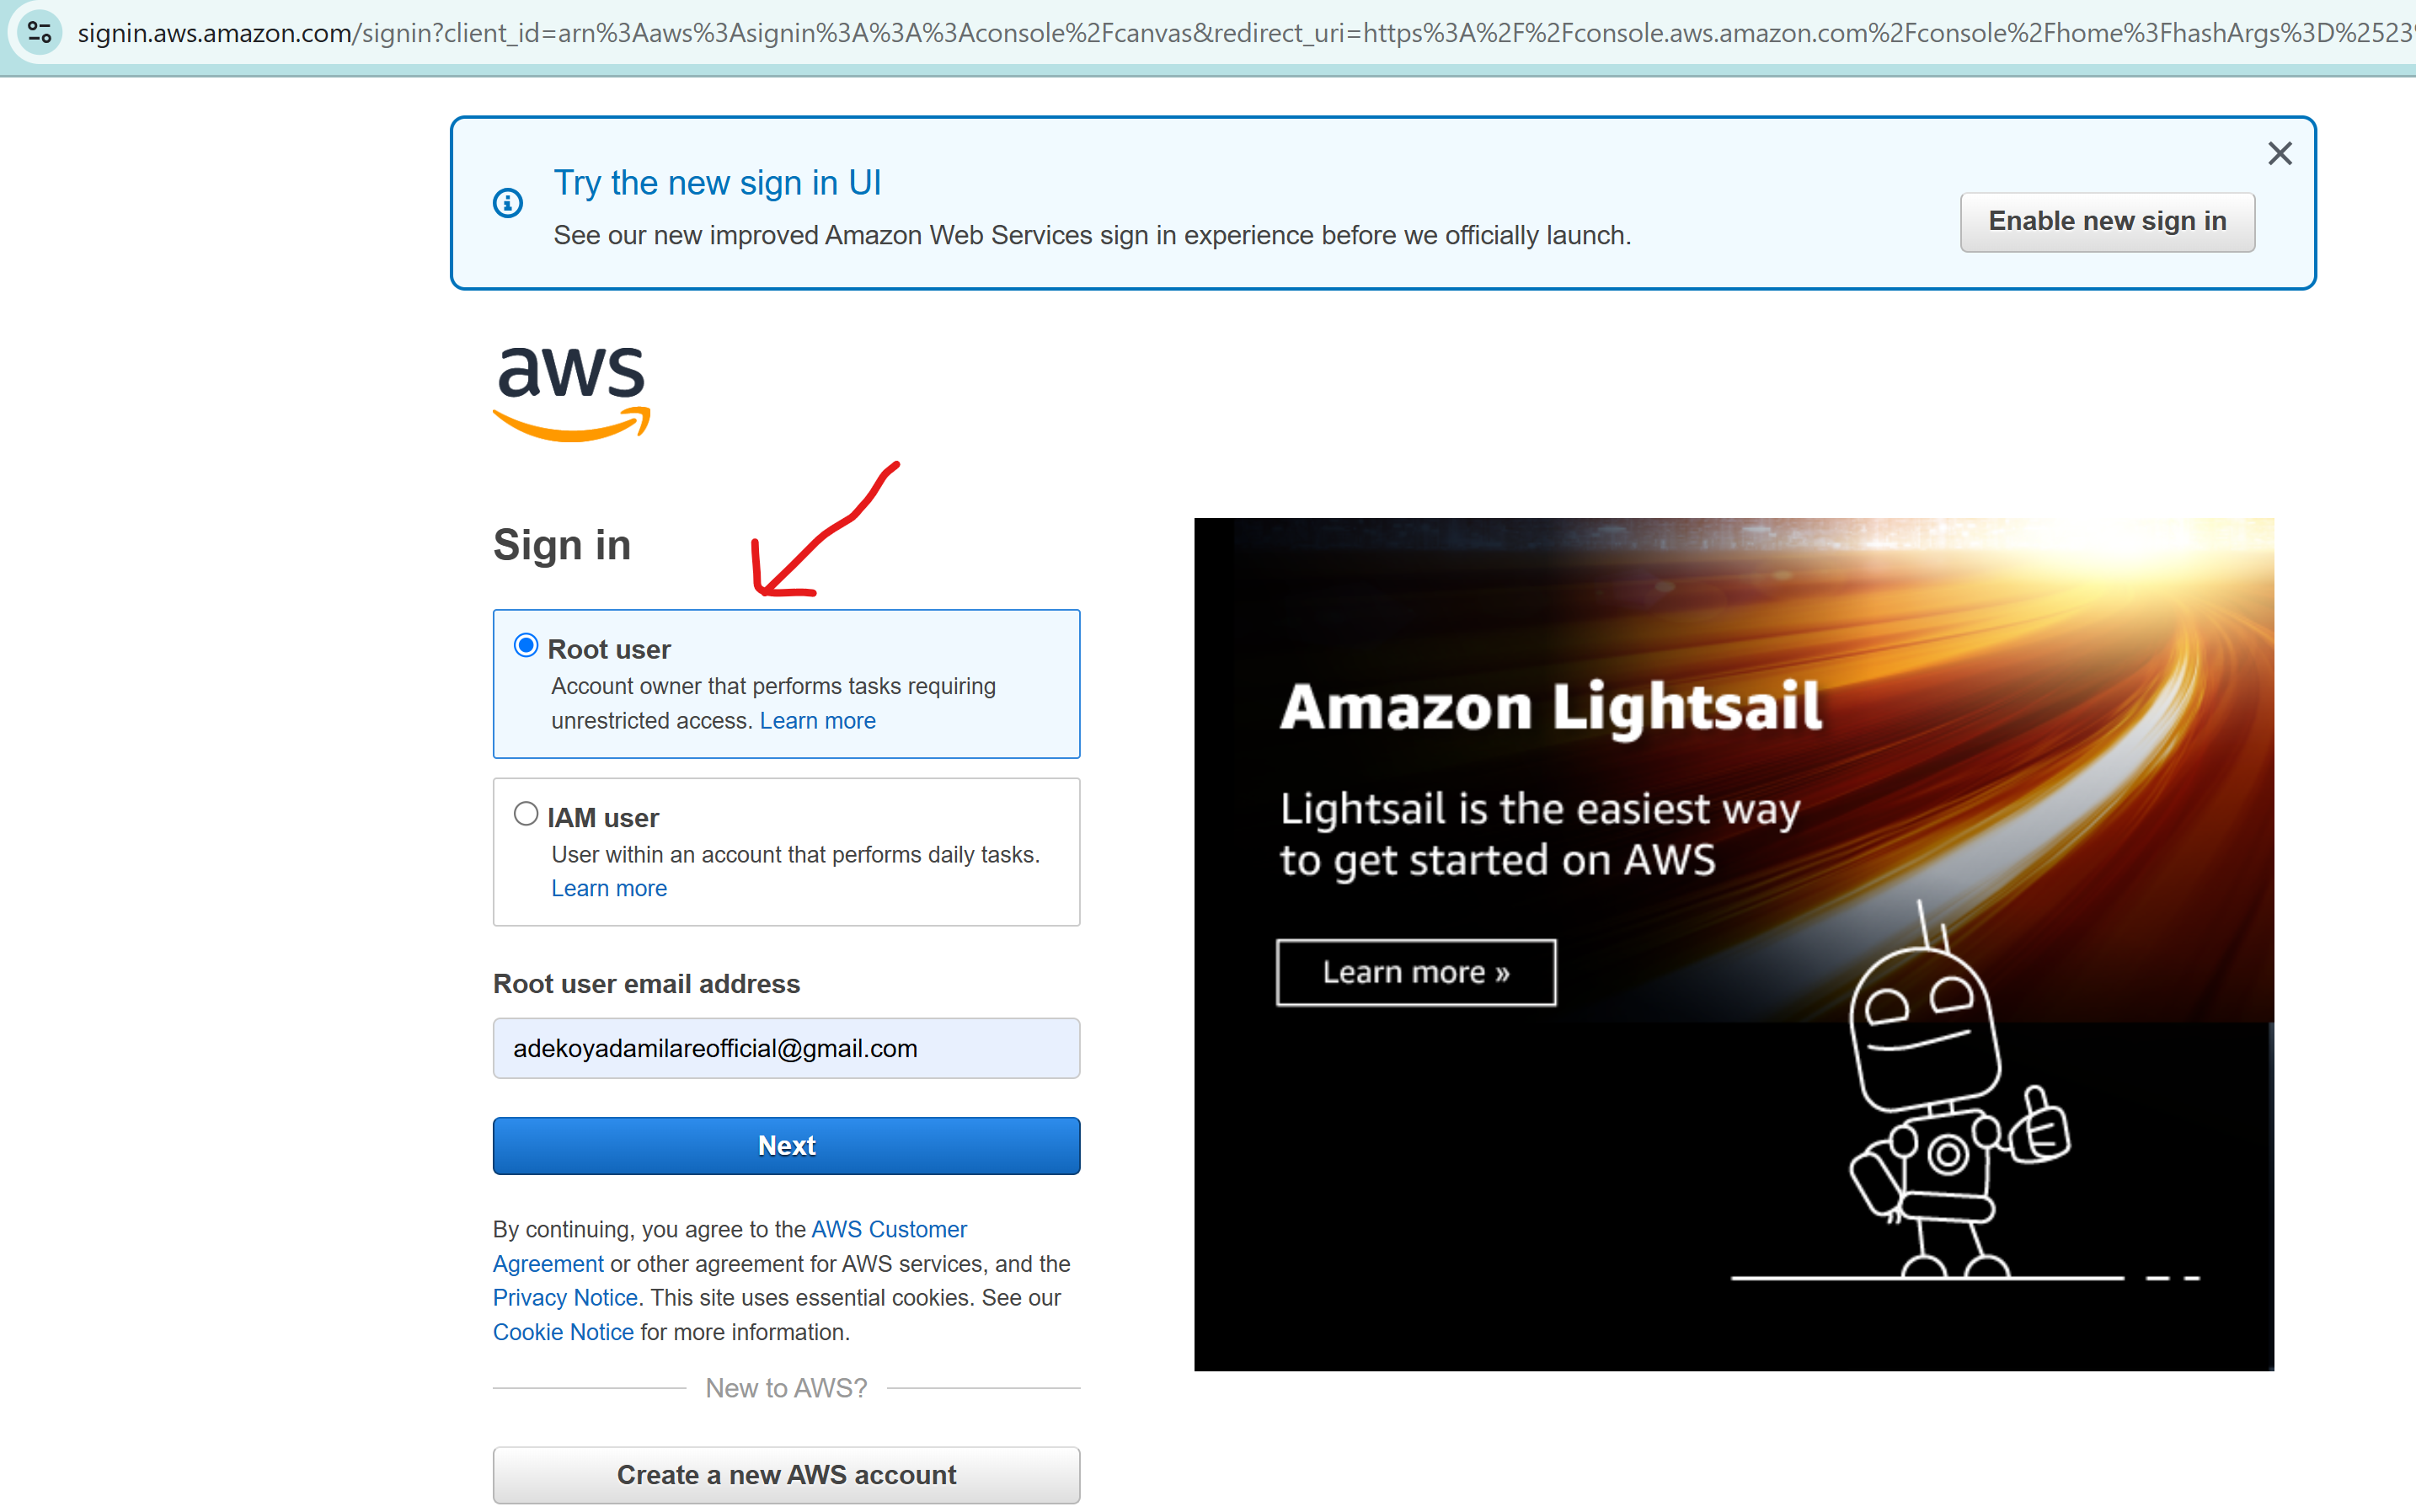 signin.aws.amazon.com/signin?client_id=arn%3Aaws%3Asignin%3A%3A%3Aconsole%2Fcanvas&redirect_uri=https%3A%2F%2Fconsole.aws.amazon.com%2Fconsole%2Fhome%3FhashArgs%3D%2523
Try the new sign in UI
See our new improved Amazon Web Services sign in experience before we officially launch.
Enable new sign in
aws
Sign in
Root user
Account owner that performs tasks requiring
unrestricted access. Learn more
IAM user
User within an account that performs daily tasks.
Learn more
Root user email address
adekoyadamilareofficial@gmail.com
Next
By continuing, you agree to the AWS Customer
Agreement or other agreement for AWS services, and the
Privacy Notice. This site uses essential cookies. See our
Cookie Notice for more information.
New to AWS?
Create a new AWS account
Amazon Lightsail
Lightsail is the easiest way
to get started on AWS
Learn more »